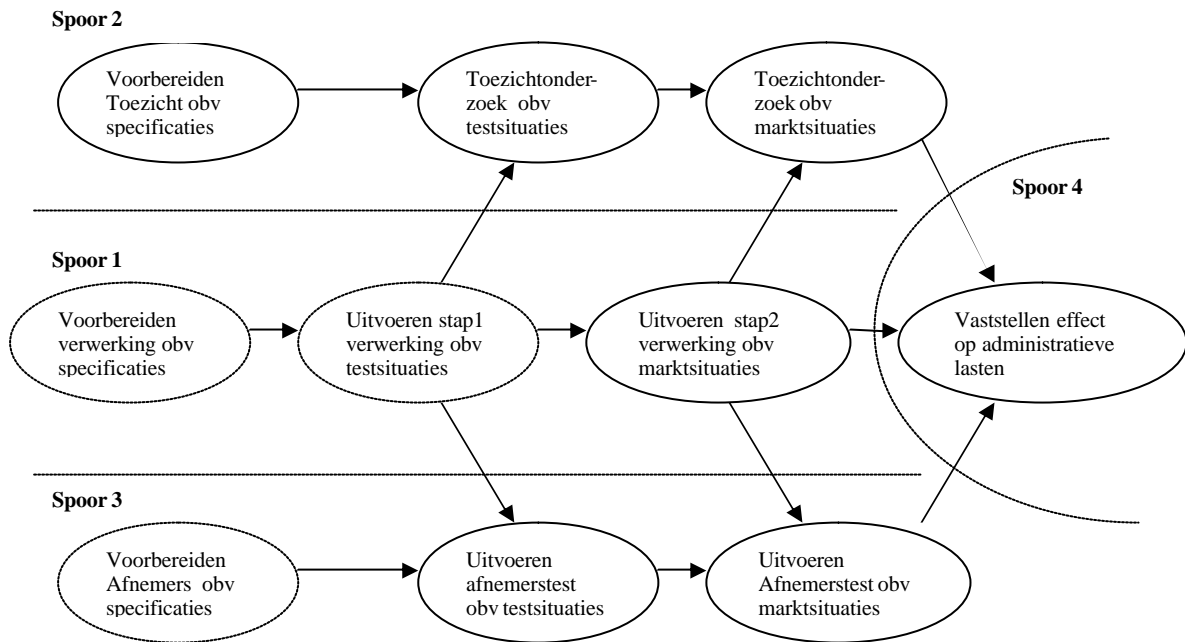 Spoor 2
Voorbereiden
Toezicht obv
specificaties
Toezichtonder-
zoek obv
testsituaties
Toezichtonder-
zoek obv
marktsituaties
Spoor 4
Spoor 1
Voorbereiden
verwerking obv
specificaties
Uitvoeren stap1
verwerking obv
testsituaties
Uitvoeren stap2
verwerking obv
marktsituaties
Vaststellen effect
op administratieve
lasten
Spoor 3
Voorbereiden
Afnemers obv
specificaties
Uitvoeren
afnemerstest
obv testsituaties
Uitvoeren
Afnemerstest obv
marktsituaties